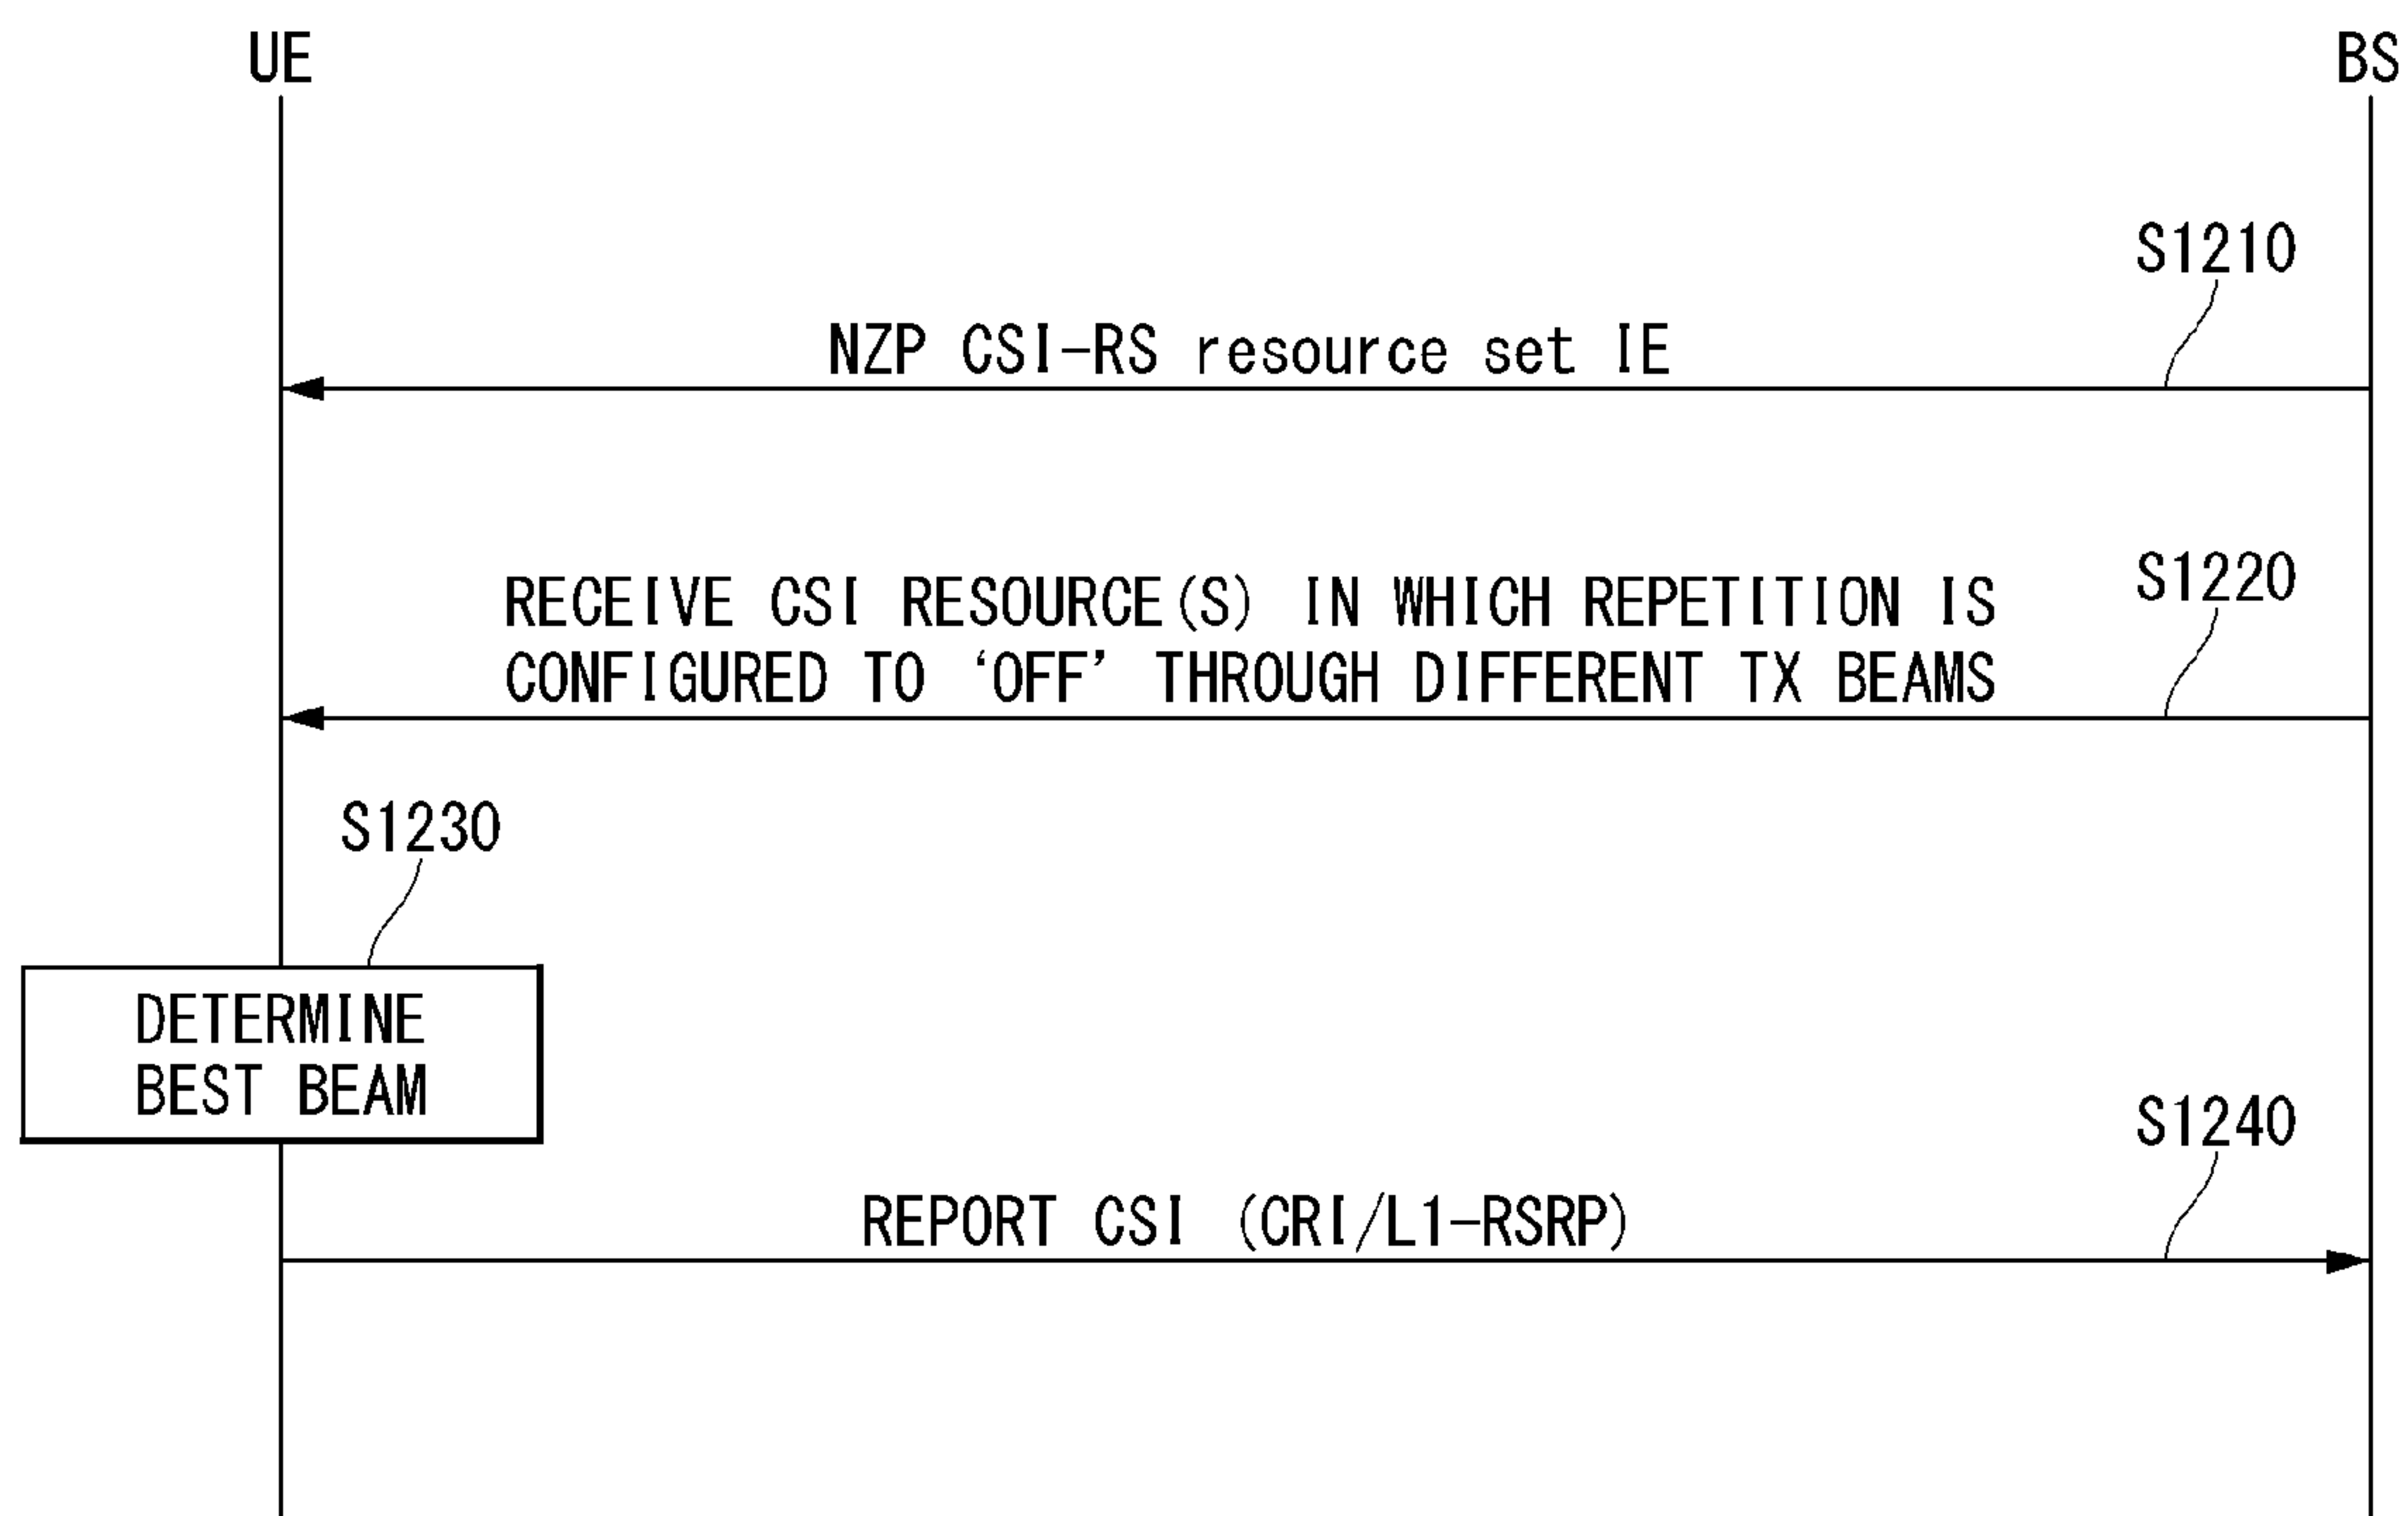 UE
BS
S1210
NZP CSI-RS resource set IE
S1220
RECEIVE CSI RESOURCE(S) IN WHICH REPETITION IS
CONFIGURED TO ‘OFF’ THROUGH DIFFERENT TX BEAMS
S1230
DETERMINE
BEST BEAM
S1240
REPORT CSI (CRI/L1-RSRP)